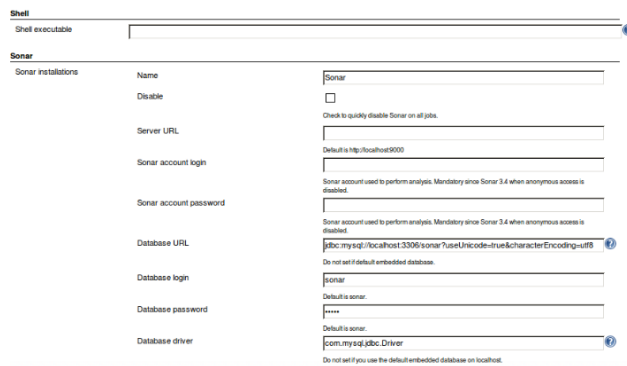 Shell
Shell executable
Sonar
Sonar installations
Name
Sonar
Disable
Check to quickly disable Sonar on all jobs.
Server URL
Default is http://localhost:9000
Sonar account login
Sonar account used to perform analysis. Mandatory since Sonar 3.4 when anonymous access is
disabled.
Sonar account password
Sonar account used to perform analysis. Mandatory since Sonar 3.4 when anonymous access is
disabled.
Database URL
jdbc:mysql://localhost:3306/sonar?useUnicode=true&characterEncoding=utf8
Do not set if default embedded database.
Database login
sonar
Default is sonar.
Database password
•••••
Default is sonar.
Database driver
com.mysql.jdbc.Driver
Do not set if you use the default embedded database on localhost.